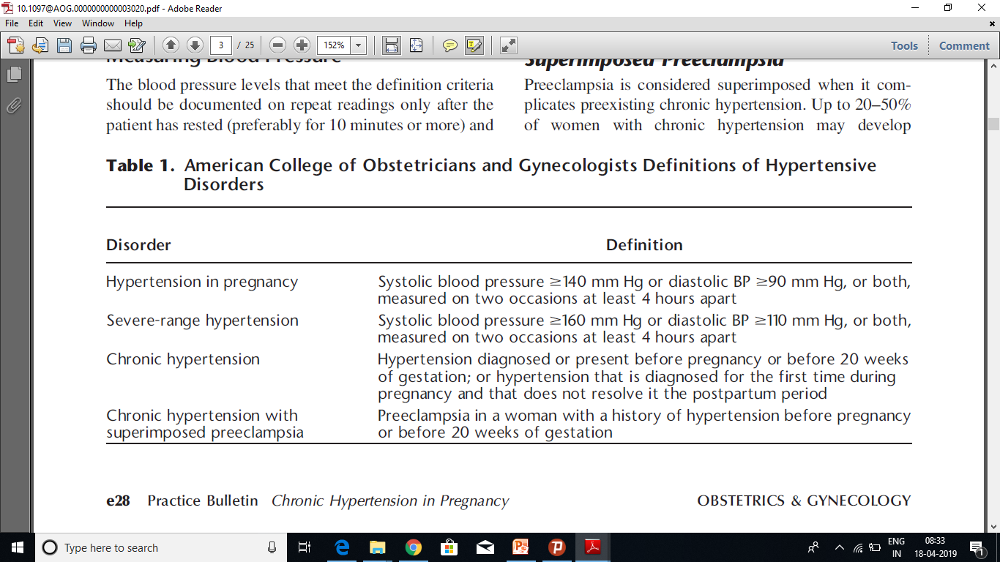 10.1097@AOG.0000000000003020.pdf - Adobe Reader
File Edit View Window Help
3 / 25 152% Tools Comment
Measuring Blood Pressure
The blood pressure levels that meet the definition criteria
should be documented on repeat readings only after the
patient has rested (preferably for 10 minutes or more) and
Superimposed Preeclampsia
Preeclampsia is considered superimposed when it com-
plicates preexisting chronic hypertension. Up to 20–50%
of women with chronic hypertension may develop
Table 1. American College of Obstetricians and Gynecologists Definitions of Hypertensive
Disorders
Disorder Definition
Hypertension in pregnancy Systolic blood pressure ≥140 mm Hg or diastolic BP ≥90 mm Hg, or both,
measured on two occasions at least 4 hours apart
Severe-range hypertension Systolic blood pressure ≥160 mm Hg or diastolic BP ≥110 mm Hg, or both,
measured on two occasions at least 4 hours apart
Chronic hypertension Hypertension diagnosed or present before pregnancy or before 20 weeks
of gestation; or hypertension that is diagnosed for the first time during
pregnancy and that does not resolve it the postpartum period
Chronic hypertension with Preeclampsia in a woman with a history of hypertension before pregnancy
superimposed preeclampsia or before 20 weeks of gestation
e28 Practice Bulletin Chronic Hypertension in Pregnancy OBSTETRICS & GYNECOLOGY
Type here to search
ENG 08:33
IN 18-04-2019 1